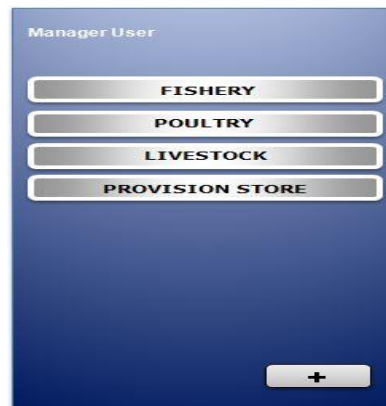 Manager User
FISHERY
POULTRY
LIVESTOCK
PROVISION STORE
+